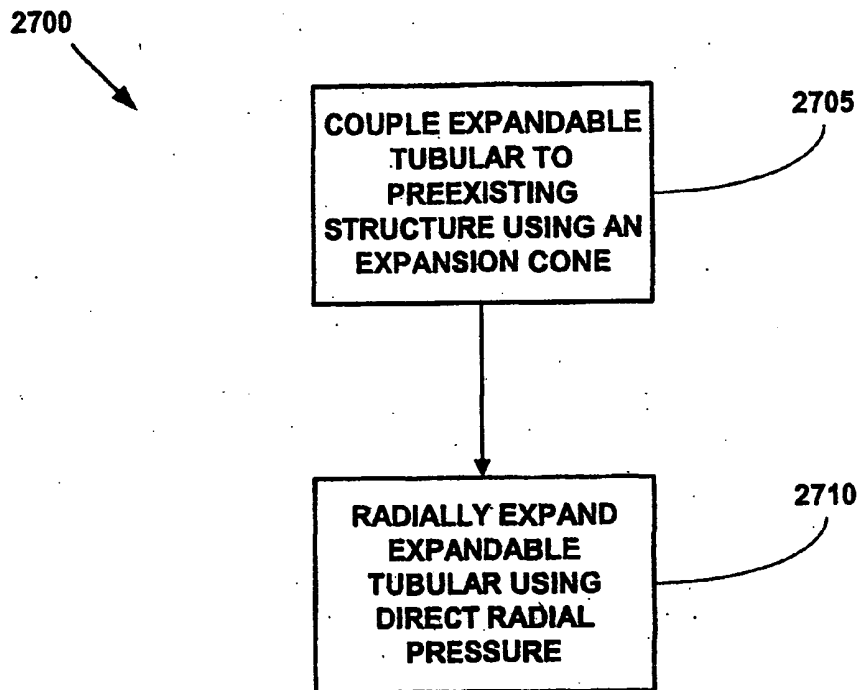 2700
COUPLE EXPANDABLE
TUBULAR TO
PREEXISTING
STRUCTURE USING AN
EXPANSION CONE
2705
RADIALLY EXPAND
EXPANDABLE
TUBULAR USING
DIRECT RADIAL
PRESSURE
2710